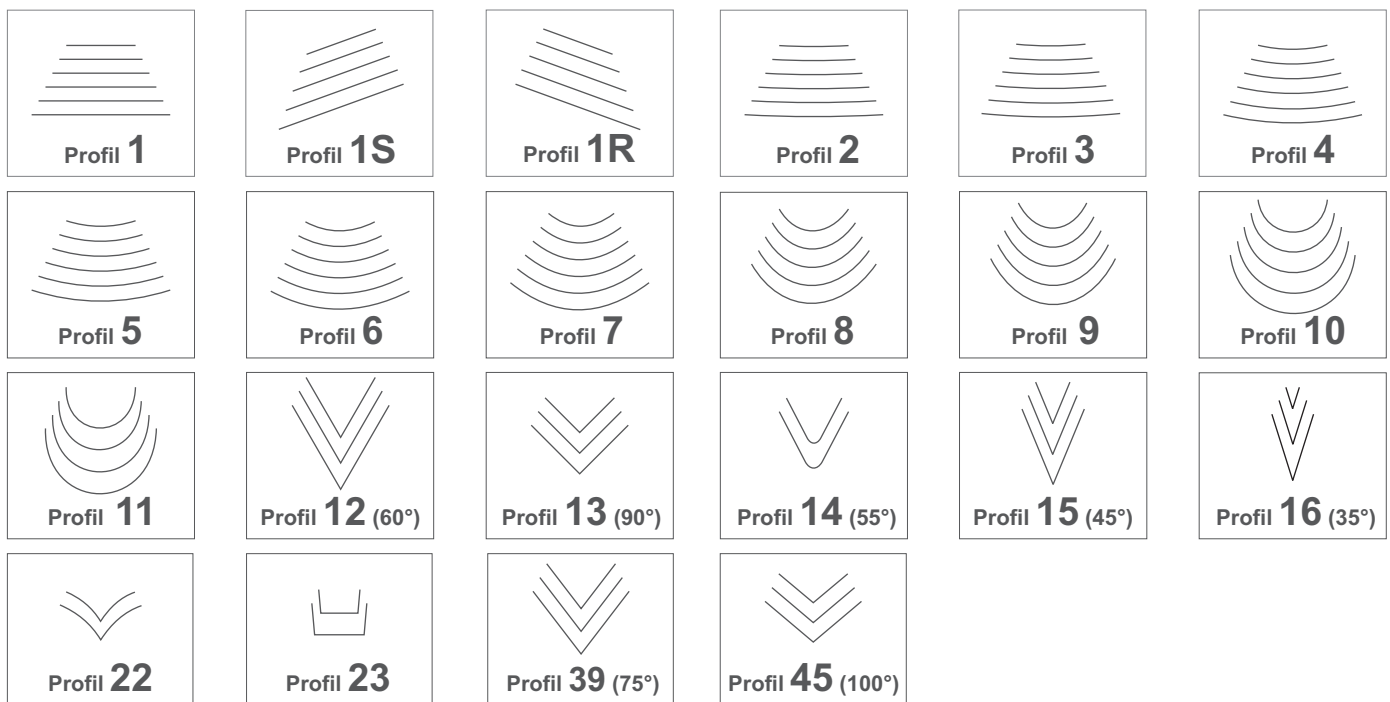 Profil 1
Profil 1S
Profil 1R
Profil 2
Profil 3
Profil 4
Profil 5
Profil 6
Profil 7
Profil 8
Profil 9
Profil 10
Profil 11
Profil 12 (60°)
Profil 13 (90°)
Profil 14 (55°)
Profil 15 (45°)
Profil 16 (35°)
Profil 22
Profil 23
Profil 39 (75°)
Profil 45 (100°)